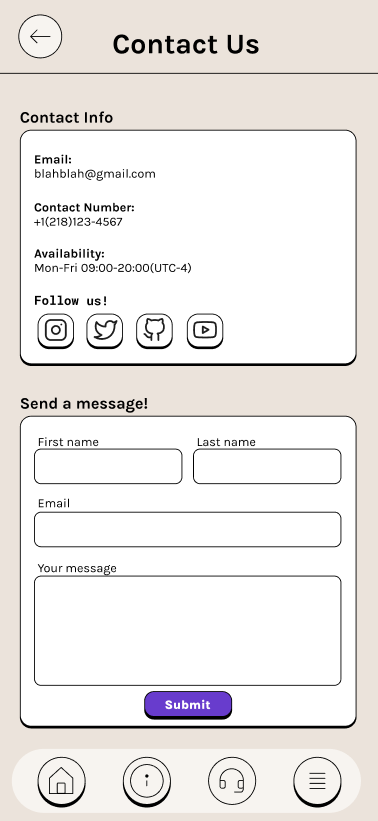 Contact Us
Contact Info
Email:
blahblah@gmail.com
Contact Number:
+1(218)123-4567
Availability:
Mon-Fri 09:00-20:00(UTC-4)
Follow us!
Send a message!
First name Last name
Email
Your message
Submit